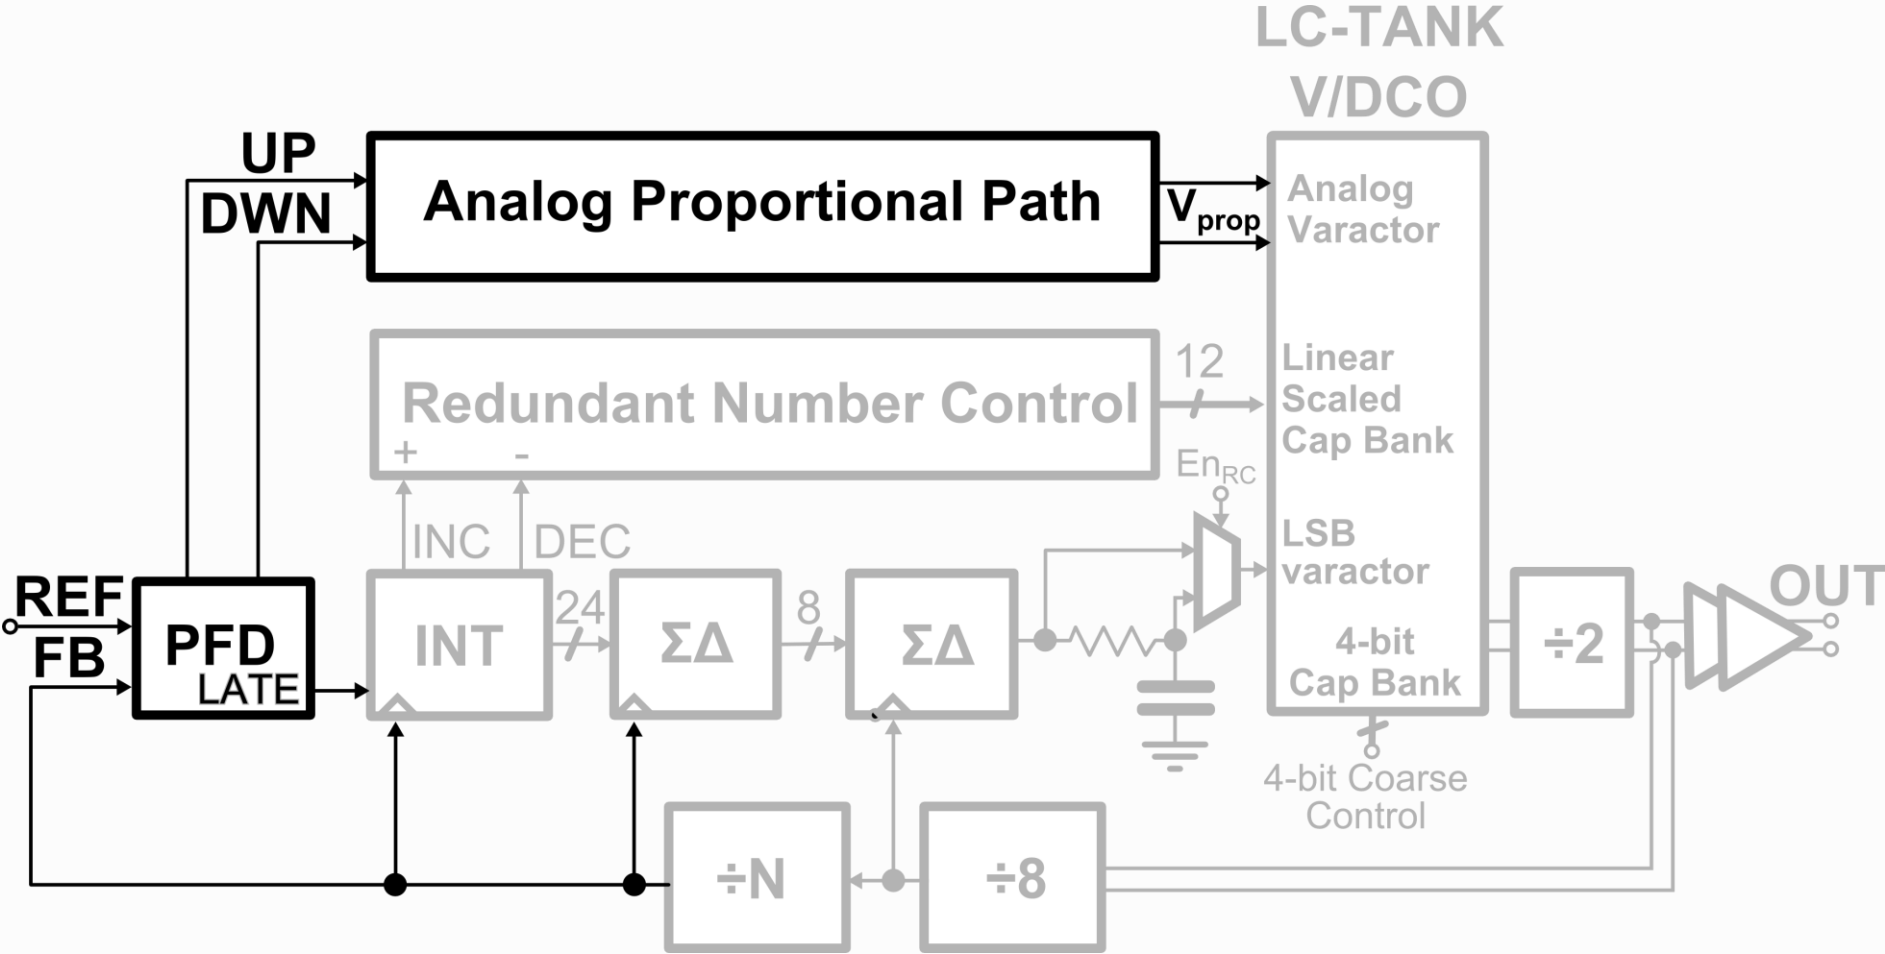 LC-TANK
V/DCO
UP
DWN
Analog Proportional Path
Vprop
Analog
Varactor
Redundant Number Control
+ -
12
Linear
Scaled
Cap Bank
EnRC
INC
DEC
LSB
varactor
REF
FB
PFD
LATE
INT
24
ΣΔ
8
ΣΔ
4-bit
Cap Bank
÷2
OUT
4-bit Coarse
Control
÷N
÷8